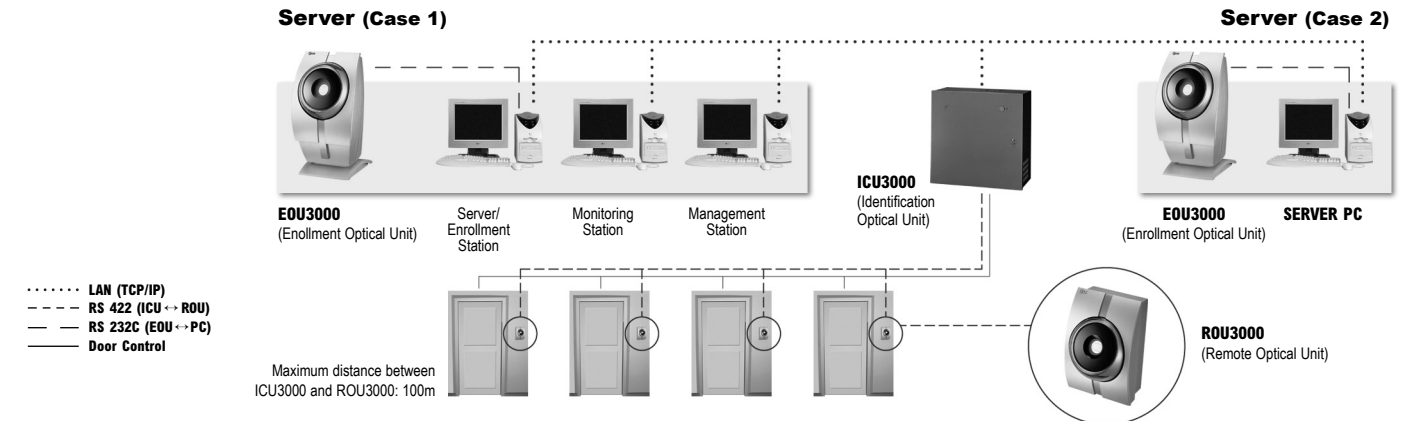 Server (Case 1)
Server (Case 2)
EOU3000
(Enollment Optical Unit)
Server/
Enrollment
Station
Monitoring
Station
Management
Station
ICU3000
(Identification
Optical Unit)
EOU3000
(Enrollment Optical Unit)
SERVER PC
LAN (TCP/IP)
RS 422 (ICU↔ROU)
RS 232C (EOU↔PC)
Door Control
Maximum distance between
ICU3000 and ROU3000: 100m
ROU3000
(Remote Optical Unit)